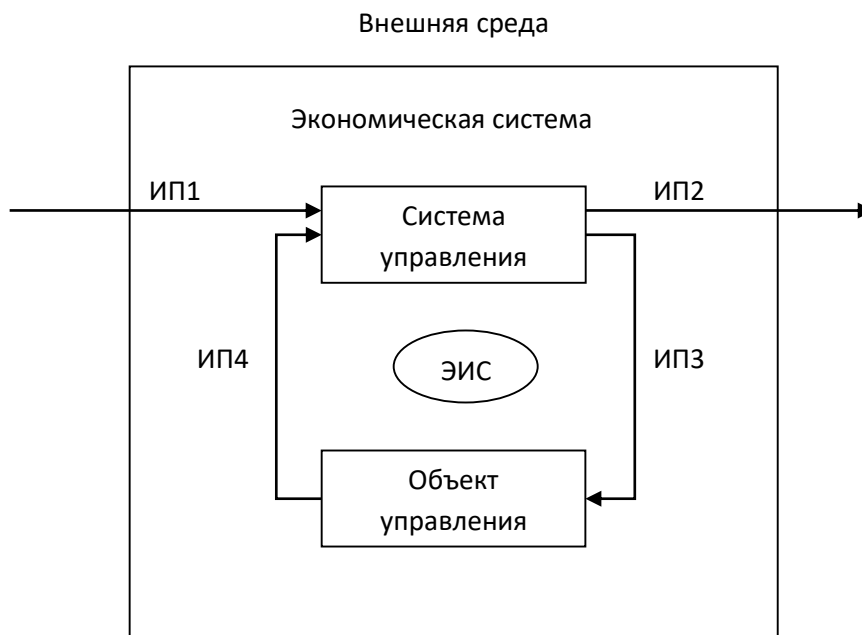 Внешняя среда
Экономическая система
ИП1
ИП2
Система
управления
ИП4
ЭИС
ИП3
Объект
управления